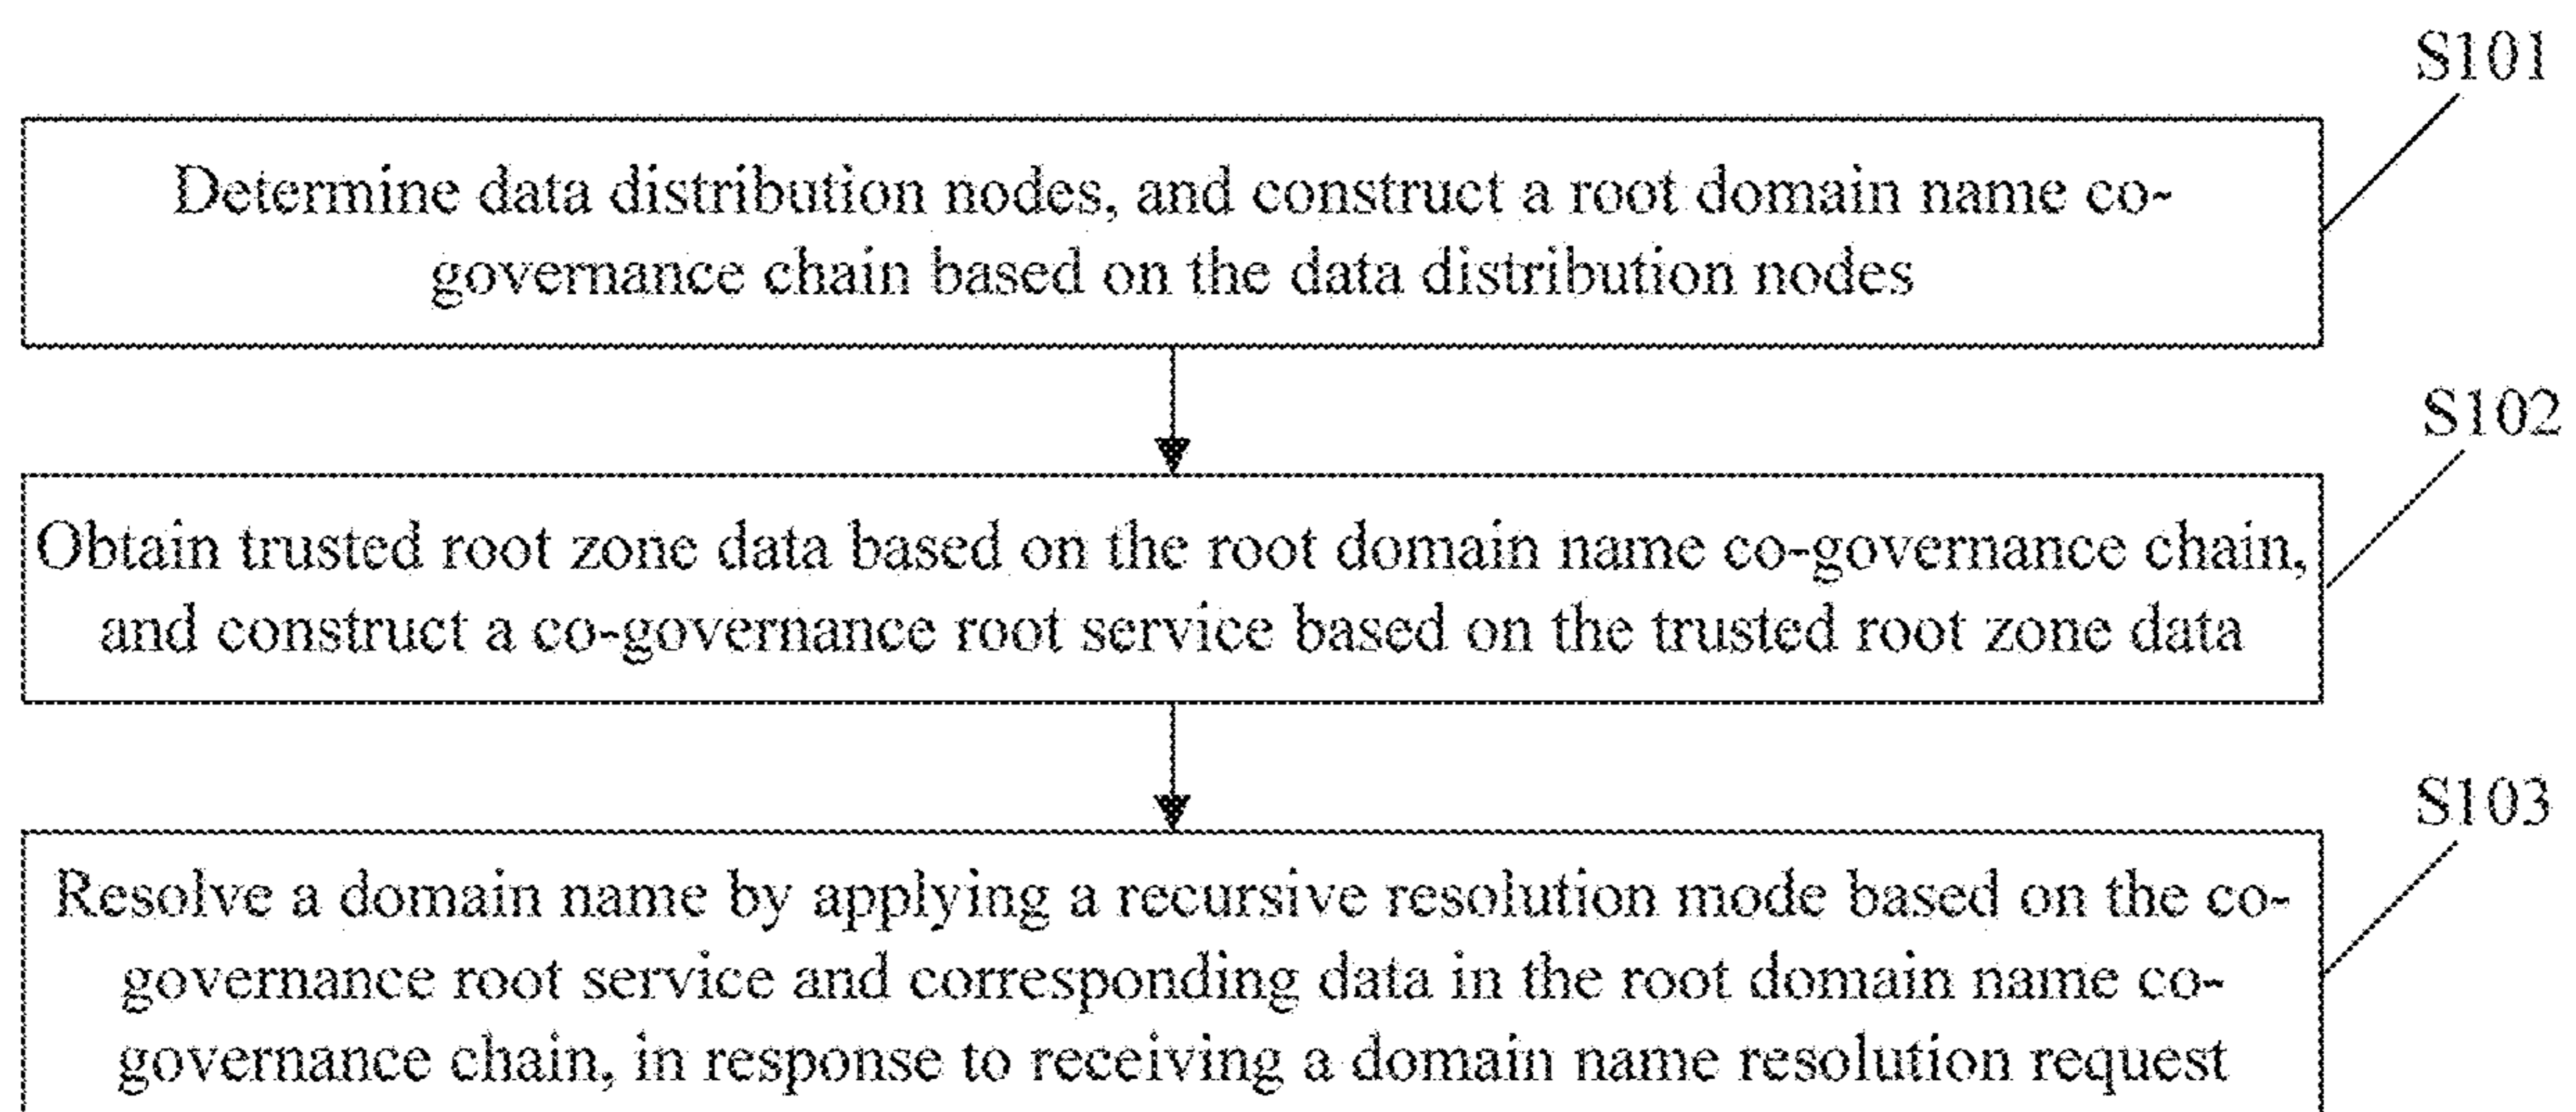 S101
Determine data distribution nodes, and construct a root domain name co-
governance chain based on the data distribution nodes
S102
Obtain trusted root zone data based on the root domain name co-governance chain,
and construct a co-governance root service based on the trusted root zone data
S103
Resolve a domain name by applying a recursive resolution mode based on the co-
governance root service and corresponding data in the root domain name co-
governance chain, in response to receiving a domain name resolution request